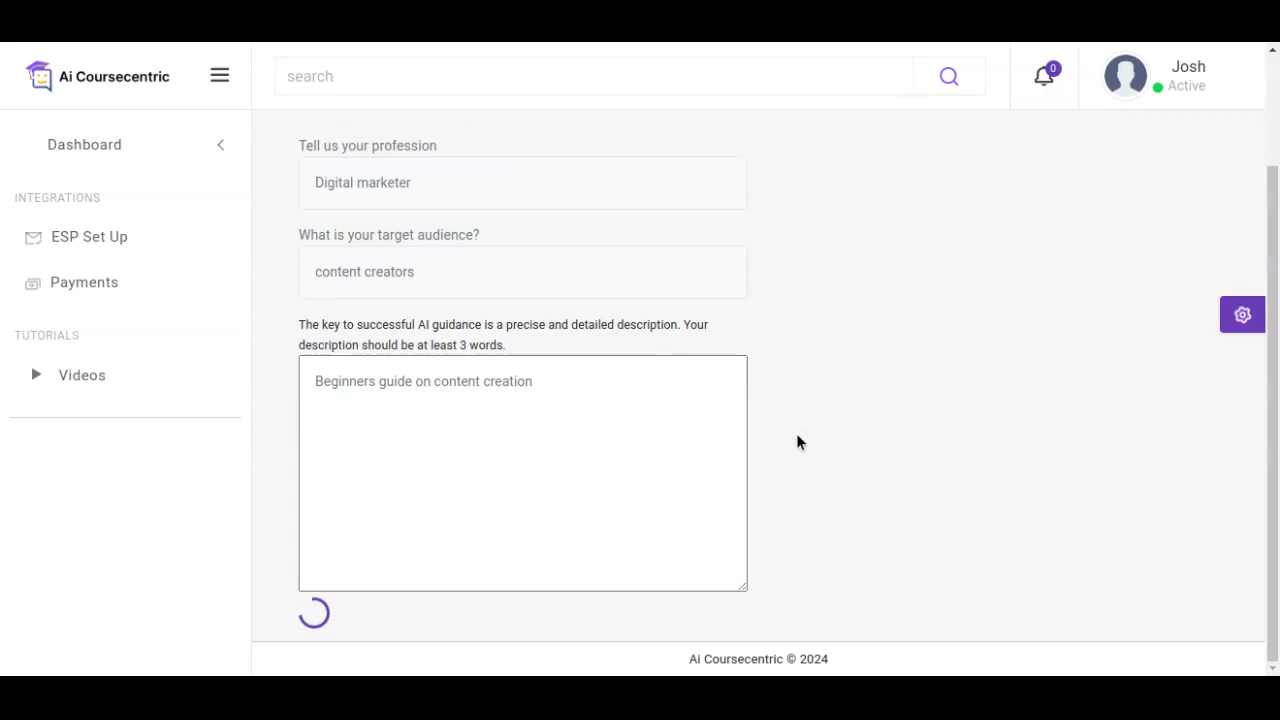 Ai Coursecentric
search
0
Josh
Active
Dashboard
INTEGRATIONS
ESP Set Up
Payments
TUTORIALS
Videos
Tell us your profession
Digital marketer
What is your target audience?
content creators
The key to successful AI guidance is a precise and detailed description. Your
description should be at least 3 words.
Beginners guide on content creation
Ai Coursecentric © 2024